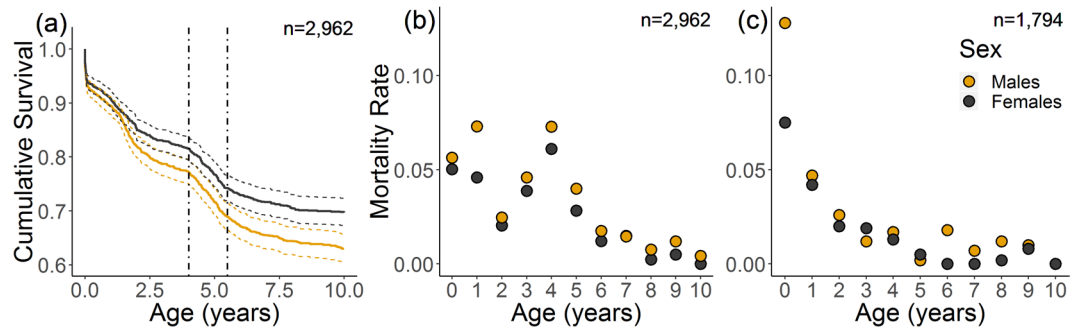 (a)
n=2,962
Cumulative Survival
1.0
0.9
0.8
0.7
0.6
0.0 2.5 5.0 7.5 10.0
Age (years)
(b)
n=2,962
Mortality Rate
0.10
0.05
0.00
0 1 2 3 4 5 6 7 8 9 10
Age (years)
(c)
n=1,794
Sex
Males
Females
0.10
0.05
0.00
0 1 2 3 4 5 6 7 8 9 10
Age (years)